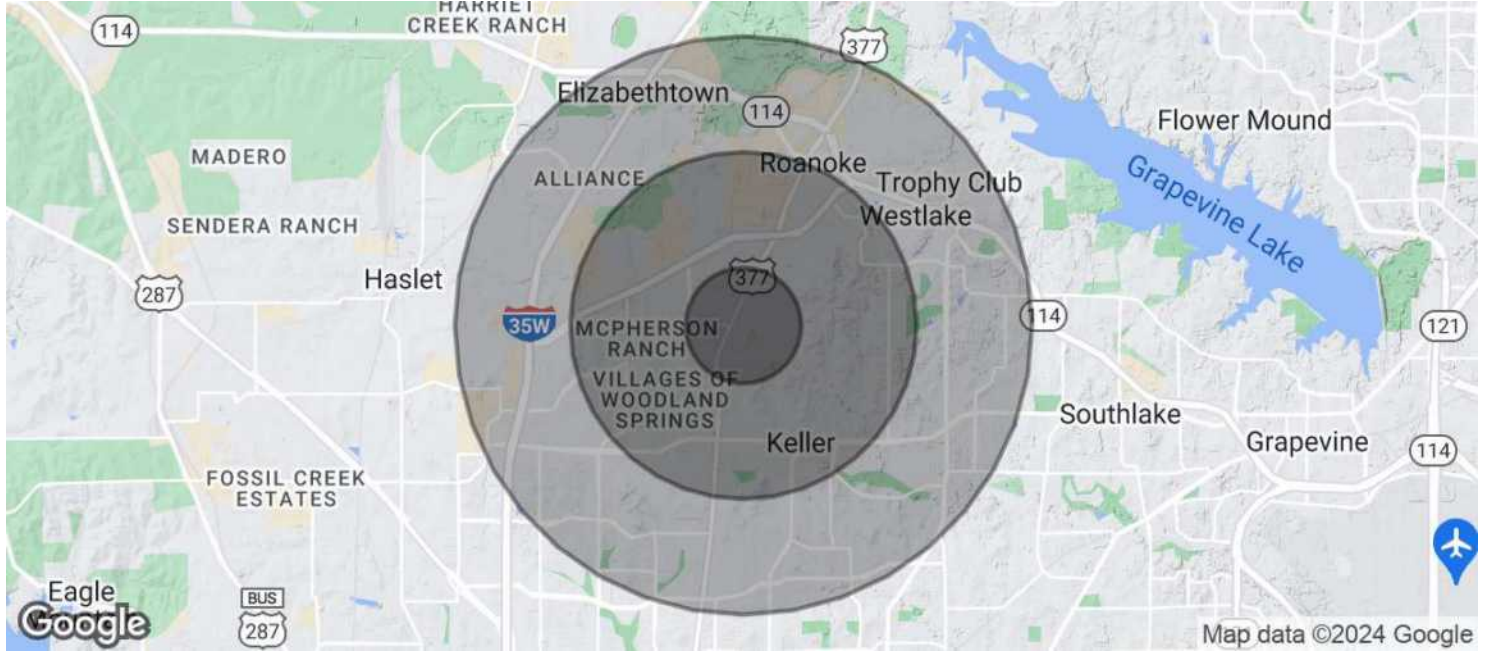 HARRIET
CREEK RANCH
114
377
Elizabethtown
114
Flower Mound
MADERO
ALLIANCE
Roanoke
Trophy Club
Westlake
Grapevine Lake
SENDERA RANCH
Haslet
377
287
35W
MCPHERSON
RANCH
114
121
VILLAGES OF
WOODLAND
SPRINGS
Southlake
Keller
Grapevine
114
FOSSIL CREEK
ESTATES
Eagle
BUS
287
Google
Map data ©2024 Google